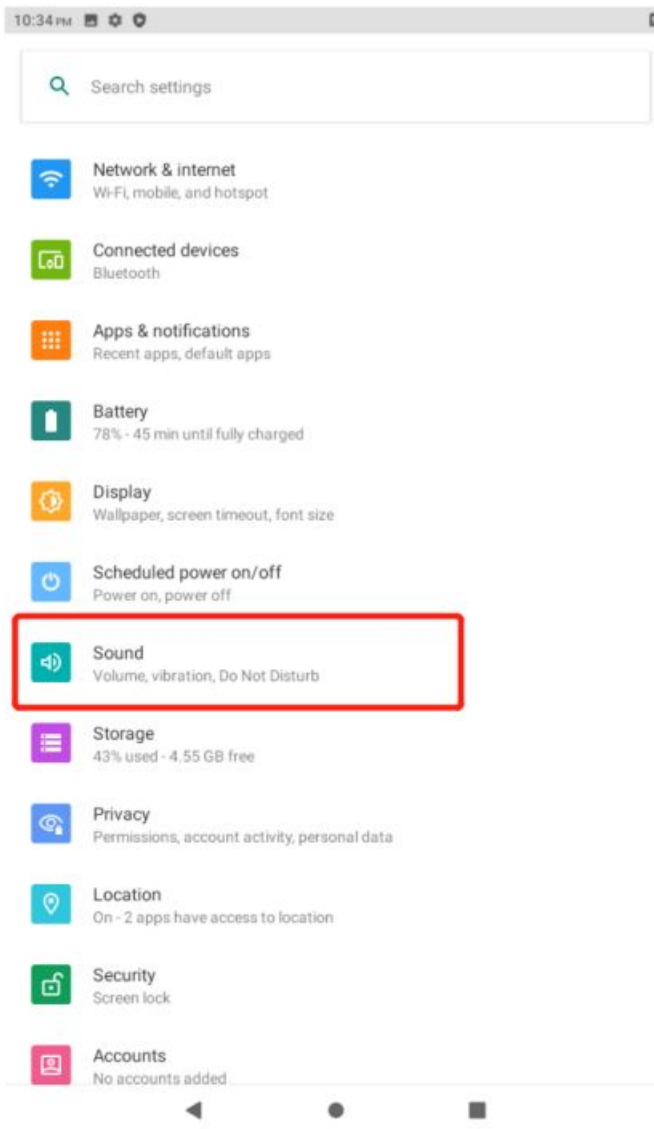 10:34 PM
Search settings
Network & internet
Wi-Fi, mobile, and hotspot
Connected devices
Bluetooth
Apps & notifications
Recent apps, default apps
Battery
78% - 45 min until fully charged
Display
Wallpaper, screen timeout, font size
Scheduled power on/off
Power on, power off
Sound
Volume, vibration, Do Not Disturb
Storage
43% used - 4.55 GB free
Privacy
Permissions, account activity, personal data
Location
On - 2 apps have access to location
Security
Screen lock
Accounts
No accounts added